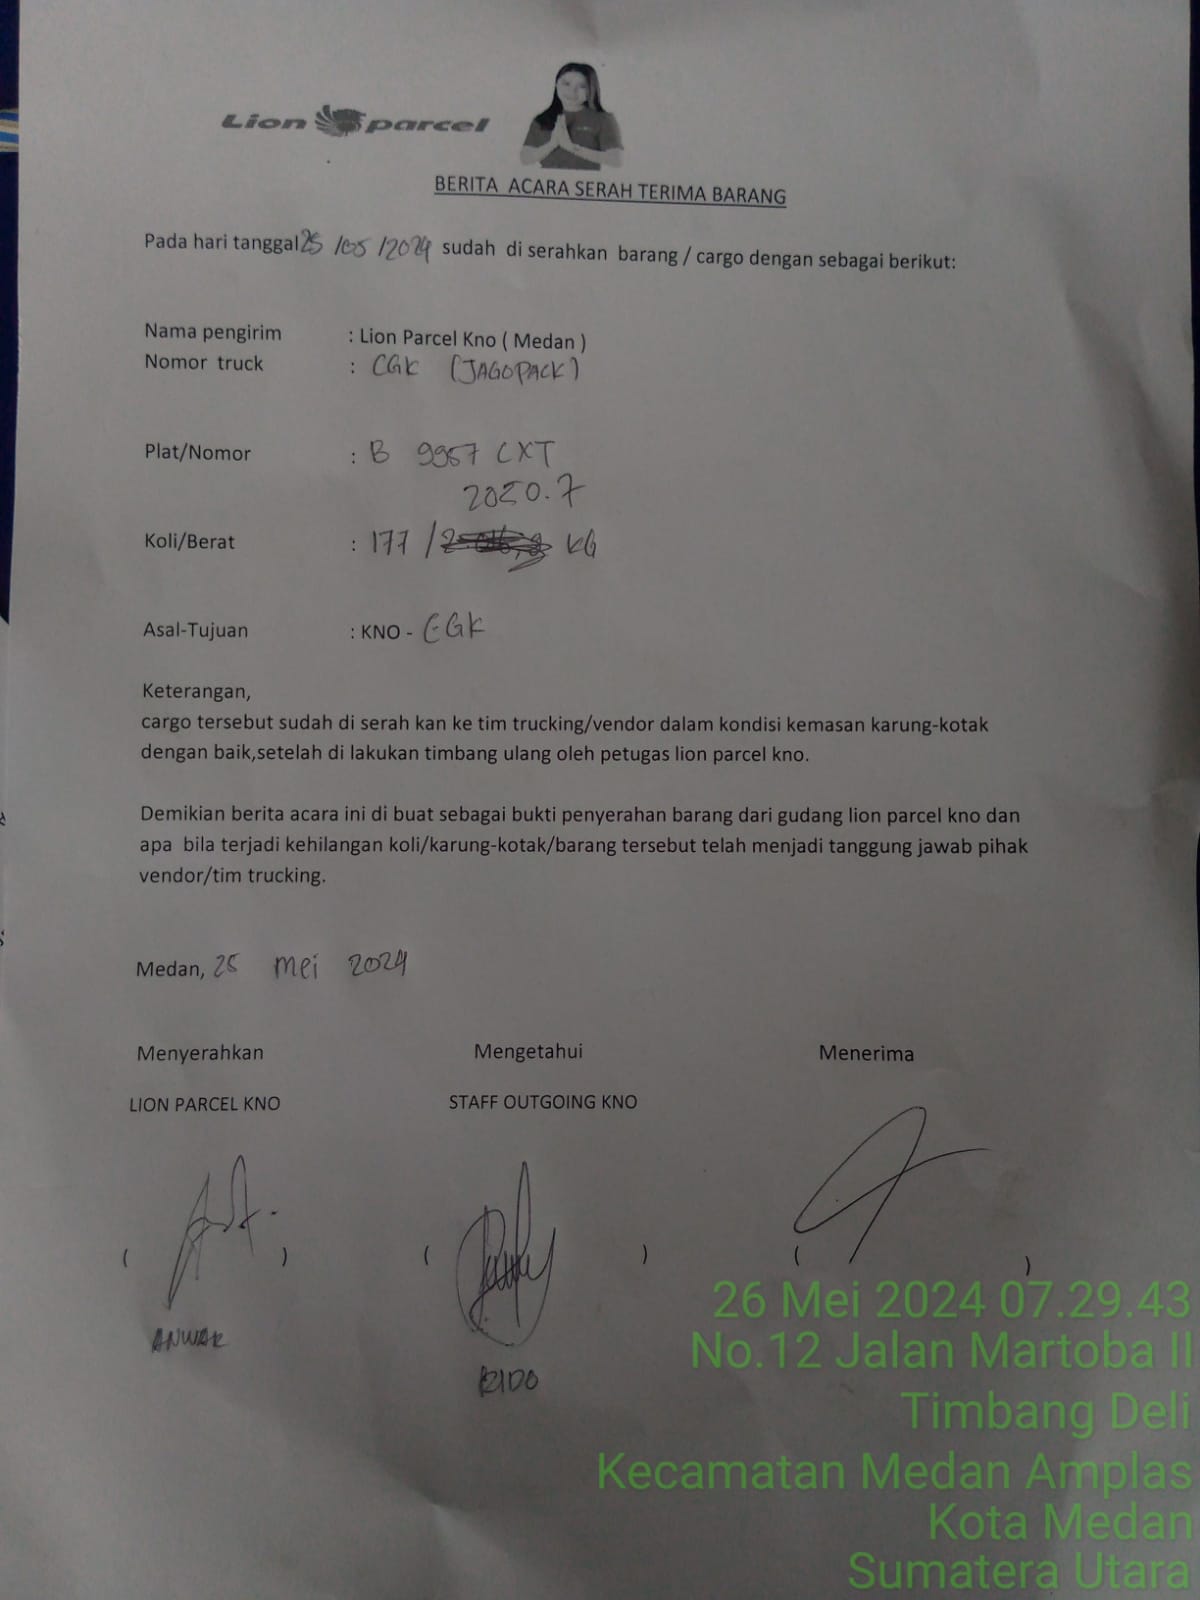 Lion parcel
BERITA ACARA SERAH TERIMA BARANG
Pada hari tanggal 25 /05 /2024 sudah di serahkan barang / cargo dengan sebagai berikut:
Nama pengirim : Lion Parcel Kno ( Medan )
Nomor truck : CGK (JAGOPACK)
Plat/Nomor : B 9957 CXT
2050.7
Koli/Berat : 177 / KG
Asal-Tujuan : KNO - CGK
Keterangan,
cargo tersebut sudah di serah kan ke tim trucking/vendor dalam kondisi kemasan karung-kotak
dengan baik,setelah di lakukan timbang ulang oleh petugas lion parcel kno.
Demikian berita acara ini di buat sebagai bukti penyerahan barang dari gudang lion parcel kno dan
apa bila terjadi kehilangan koli/karung-kotak/barang tersebut telah menjadi tanggung jawab pihak
vendor/tim trucking.
Medan, 25 mei 2024
Menyerahkan Mengetahui Menerima
LION PARCEL KNO STAFF OUTGOING KNO
( ) ( ) ( )
ANWAR
RIDO
26 Mei 2024 07.29.43
No.12 Jalan Martoba II
Timbang Deli
Kecamatan Medan Amplas
Kota Medan
Sumatera Utara